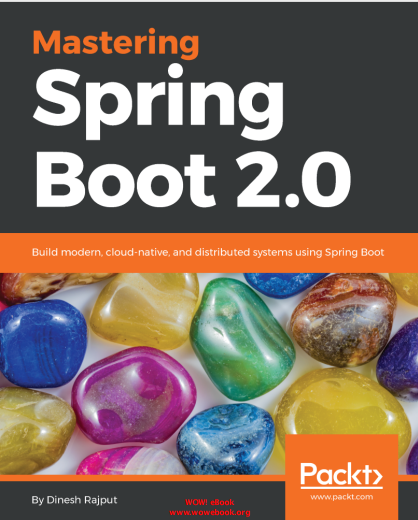 Mastering
Spring
Boot 2.0
Build modern, cloud-native, and distributed systems using Spring Boot
Packt>
www.packt.com
By Dinesh Rajput
WOW! eBook
www.wowebook.org